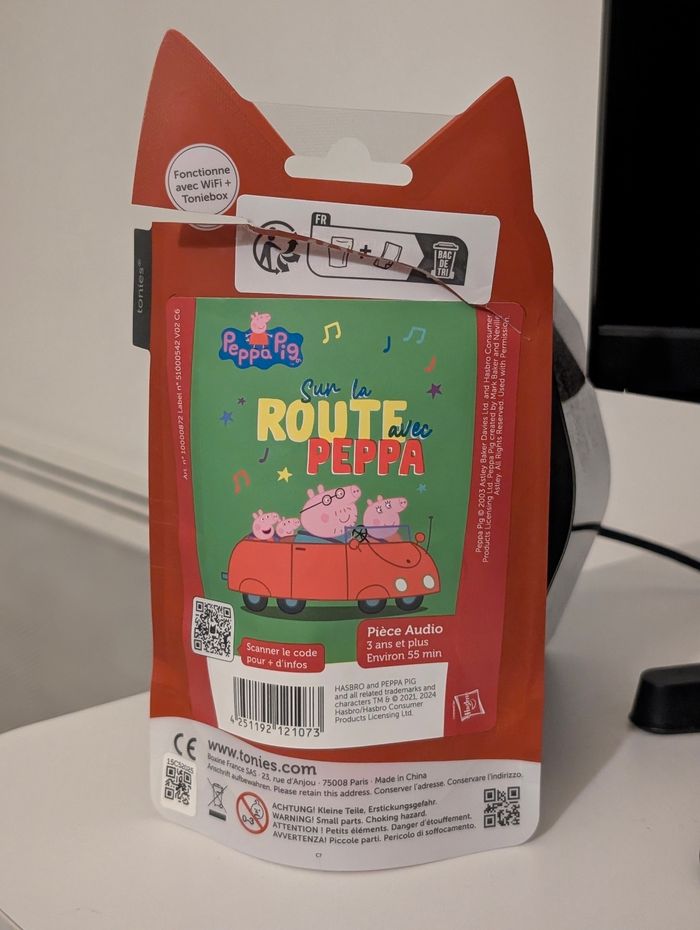 Fonctionne
avec WiFi +
Toniebox
FR
+
BAC
DE
TRI
tonies®
Art. n° 10000872 Label n° 51000542 V02 C6
Peppa Pig
Sur la
ROUTE avec
PEPPA
Peppa Pig © 2003 Astley Baker Davies Ltd. and Hasbro Consumer
Products Licensing Ltd. Peppa Pig created by Mark Baker and Neville
Astley. All Rights Reserved. Used with Permission.
Scanner le code
pour + d'infos
Pièce Audio
3 ans et plus
Environ 55 min
4 251192 121073
HASBRO and PEPPA PIG
and all related trademarks and
characters TM & © 2021, 2024
Hasbro/Hasbro Consumer
Products Licensing Ltd.
Hasbro
CE
www.tonies.com
Boxine France SAS · 23, rue d'Anjou · 75008 Paris · Made in China
Anschrift aufbewahren. Please retain this address. Conserver l'adresse. Conservare l'indirizzo.
0-3
ACHTUNG! Kleine Teile, Erstickungsgefahr.
WARNING! Small parts. Choking hazard.
ATTENTION ! Petits éléments. Danger d'étouffement.
AVVERTENZA! Piccole parti. Pericolo di soffocamento.